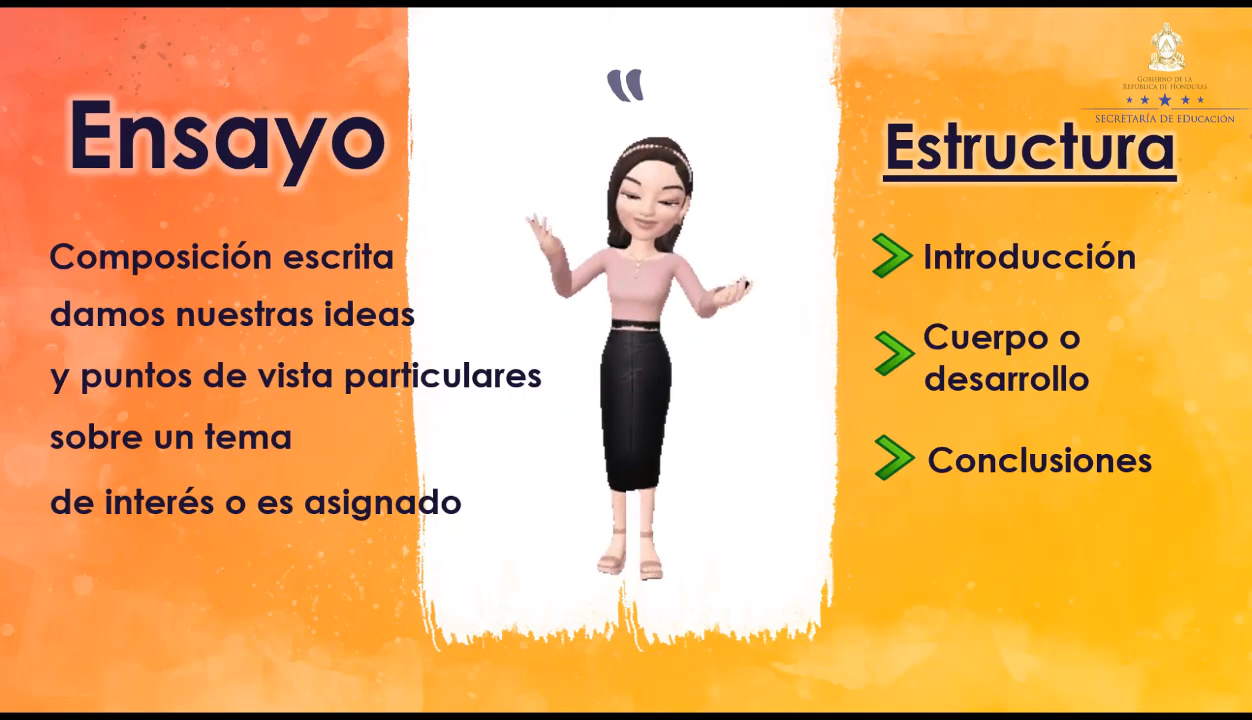 Ensayo
Composición escrita
damos nuestras ideas
y puntos de vista particulares
sobre un tema
de interés o es asignado
“
GOBIERNO DE LA
REPÚBLICA DE HONDURAS
SECRETARÍA DE EDUCACIÓN
Estructura
Introducción
Cuerpo o
desarrollo
Conclusiones